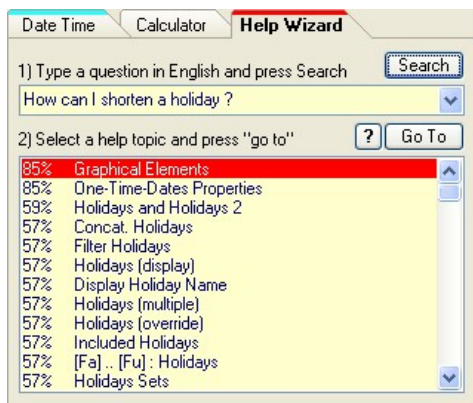 Date Time Calculator Help Wizard
1) Type a question in English and press Search Search
How can I shorten a holiday ?
2) Select a help topic and press "go to" ? Go To
85% Graphical Elements
85% One-Time-Dates Properties
59% Holidays and Holidays 2
57% Concat. Holidays
57% Filter Holidays
57% Holidays (display)
57% Display Holiday Name
57% Holidays (multiple)
57% Holidays (override)
57% Included Holidays
57% [Fa] .. [Fu] : Holidays
57% Holidays Sets